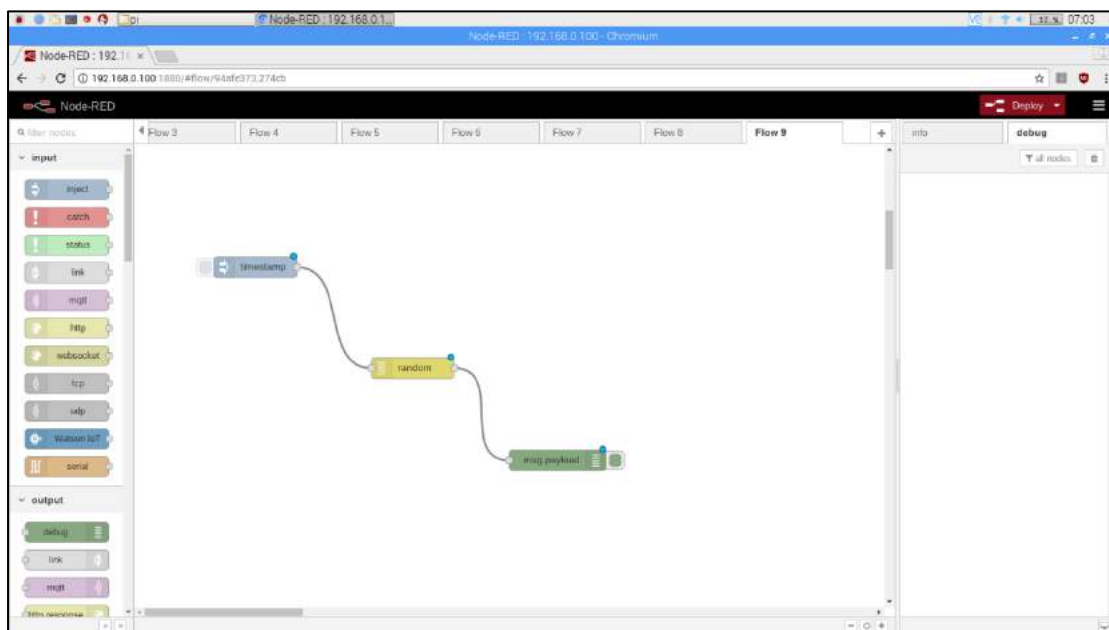 pi
Node-RED : 192.168.0.1...
07:03
Node-RED : 192.168.0.100 - Chromium
Node-RED : 192.1
192.168.0.100:1880/#flow/94afe373.274cb
Node-RED
Deploy
filter nodes
Flow 3
Flow 4
Flow 5
Flow 6
Flow 7
Flow 8
Flow 9
+
info
debug
input
all nodes
inject
catch
status
link
mqtt
http
websocket
tcp
udp
Watson IoT
serial
timestamp
random
msg.payload
output
debug
link
mqtt
http response